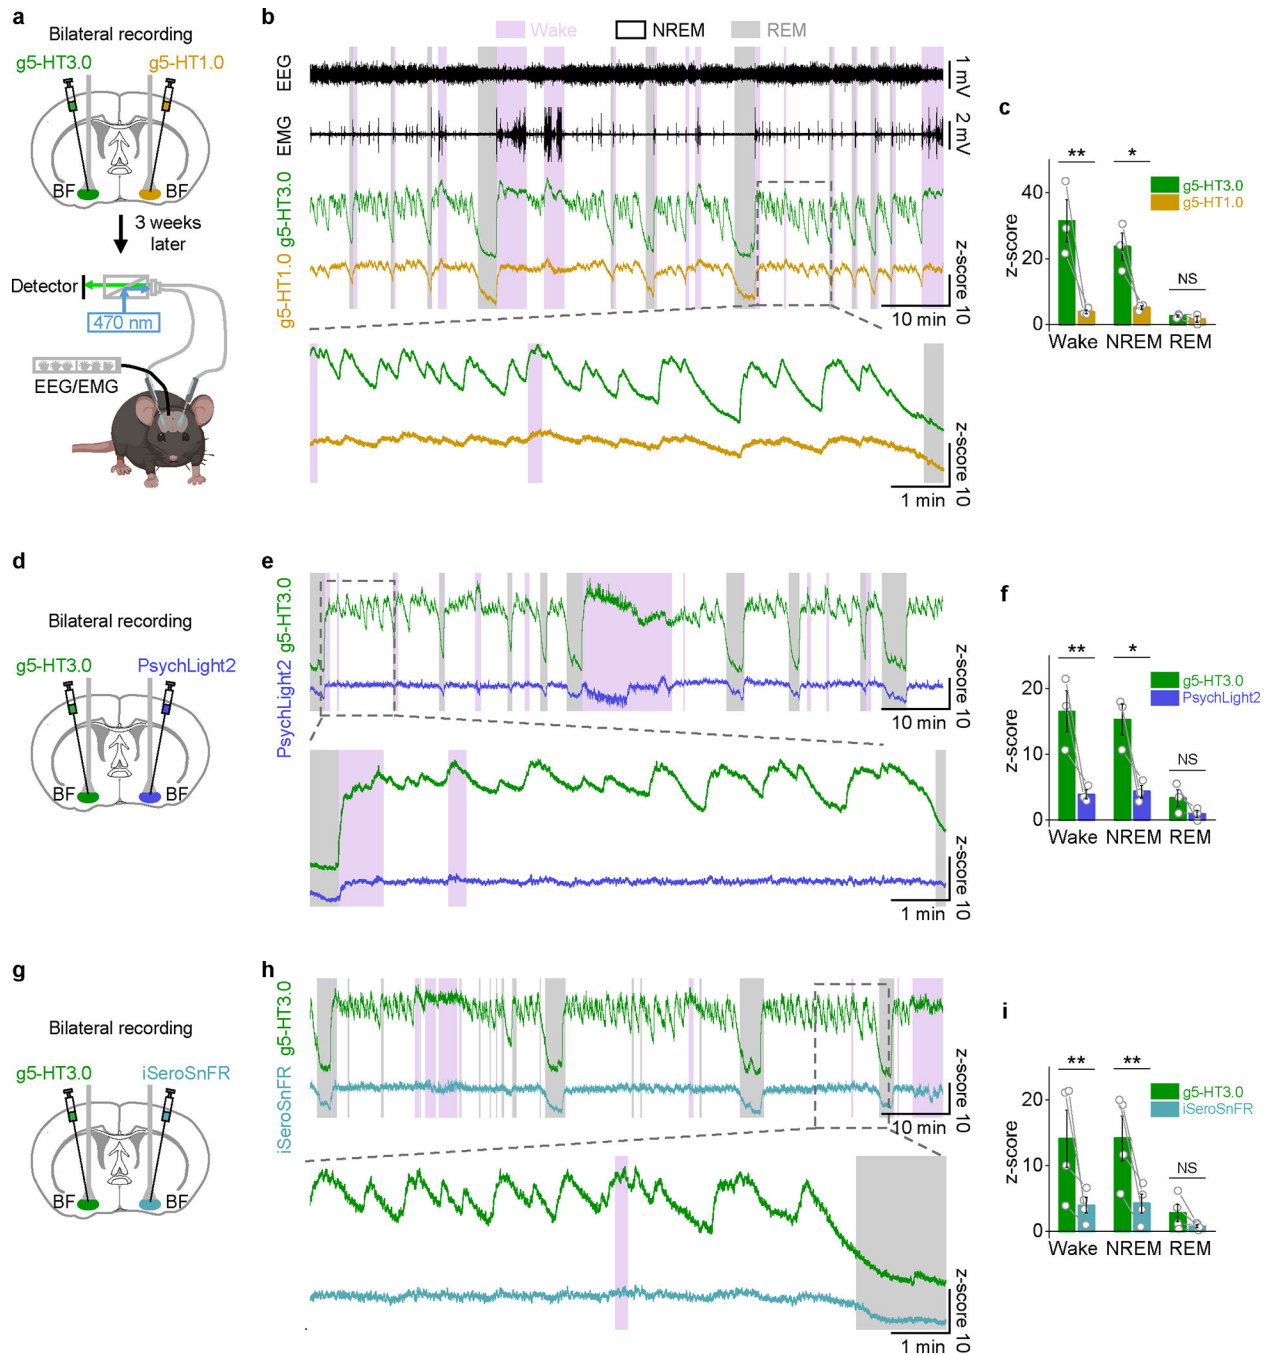 a
Bilateral recording
g5-HT3.0
g5-HT1.0
BF
BF
3 weeks
later
Detector
470 nm
EEG/EMG
b
Wake
NREM
REM
EEG
1 mV
EMG
2 mV
g5-HT3.0
g5-HT1.0
z-score 10
10 min
z-score 10
1 min
c
**
*
g5-HT3.0
g5-HT1.0
40
20
0
z-score
NS
Wake
NREM
REM
d
Bilateral recording
g5-HT3.0
PsychLight2
BF
BF
e
g5-HT3.0
PsychLight2
z-score 10
10 min
z-score 10
1 min
f
**
*
g5-HT3.0
PsychLight2
20
10
0
z-score
NS
Wake
NREM
REM
g
Bilateral recording
g5-HT3.0
iSeroSnFR
BF
BF
h
g5-HT3.0
iSeroSnFR
z-score 10
10 min
z-score 10
1 min
i
**
**
g5-HT3.0
iSeroSnFR
20
10
0
z-score
NS
Wake
NREM
REM